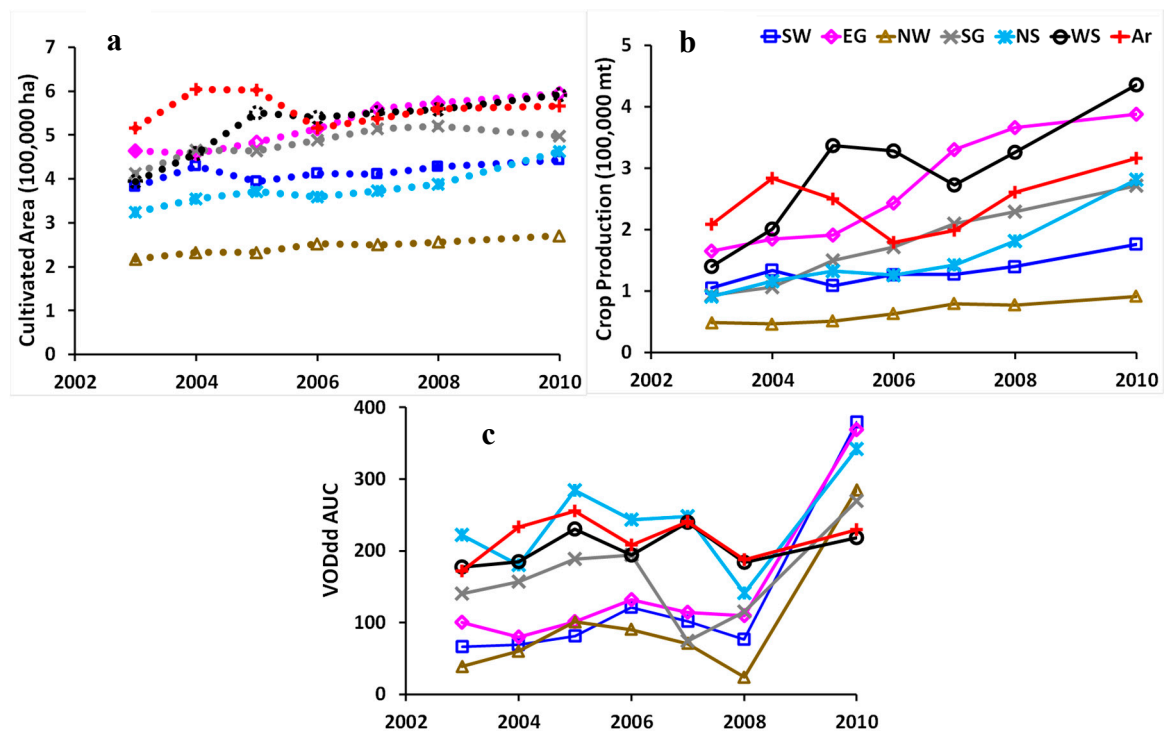 a
Cultivated Area (100,000 ha)
7
6
5
4
3
2
1
0
2002 2004 2006 2008 2010
b
SW EG NW SG NS WS Ar
Crop Production (100,000 mt)
5
4
3
2
1
0
2002 2004 2006 2008 2010
c
VODdd AUC
400
300
200
100
0
2002 2004 2006 2008 2010